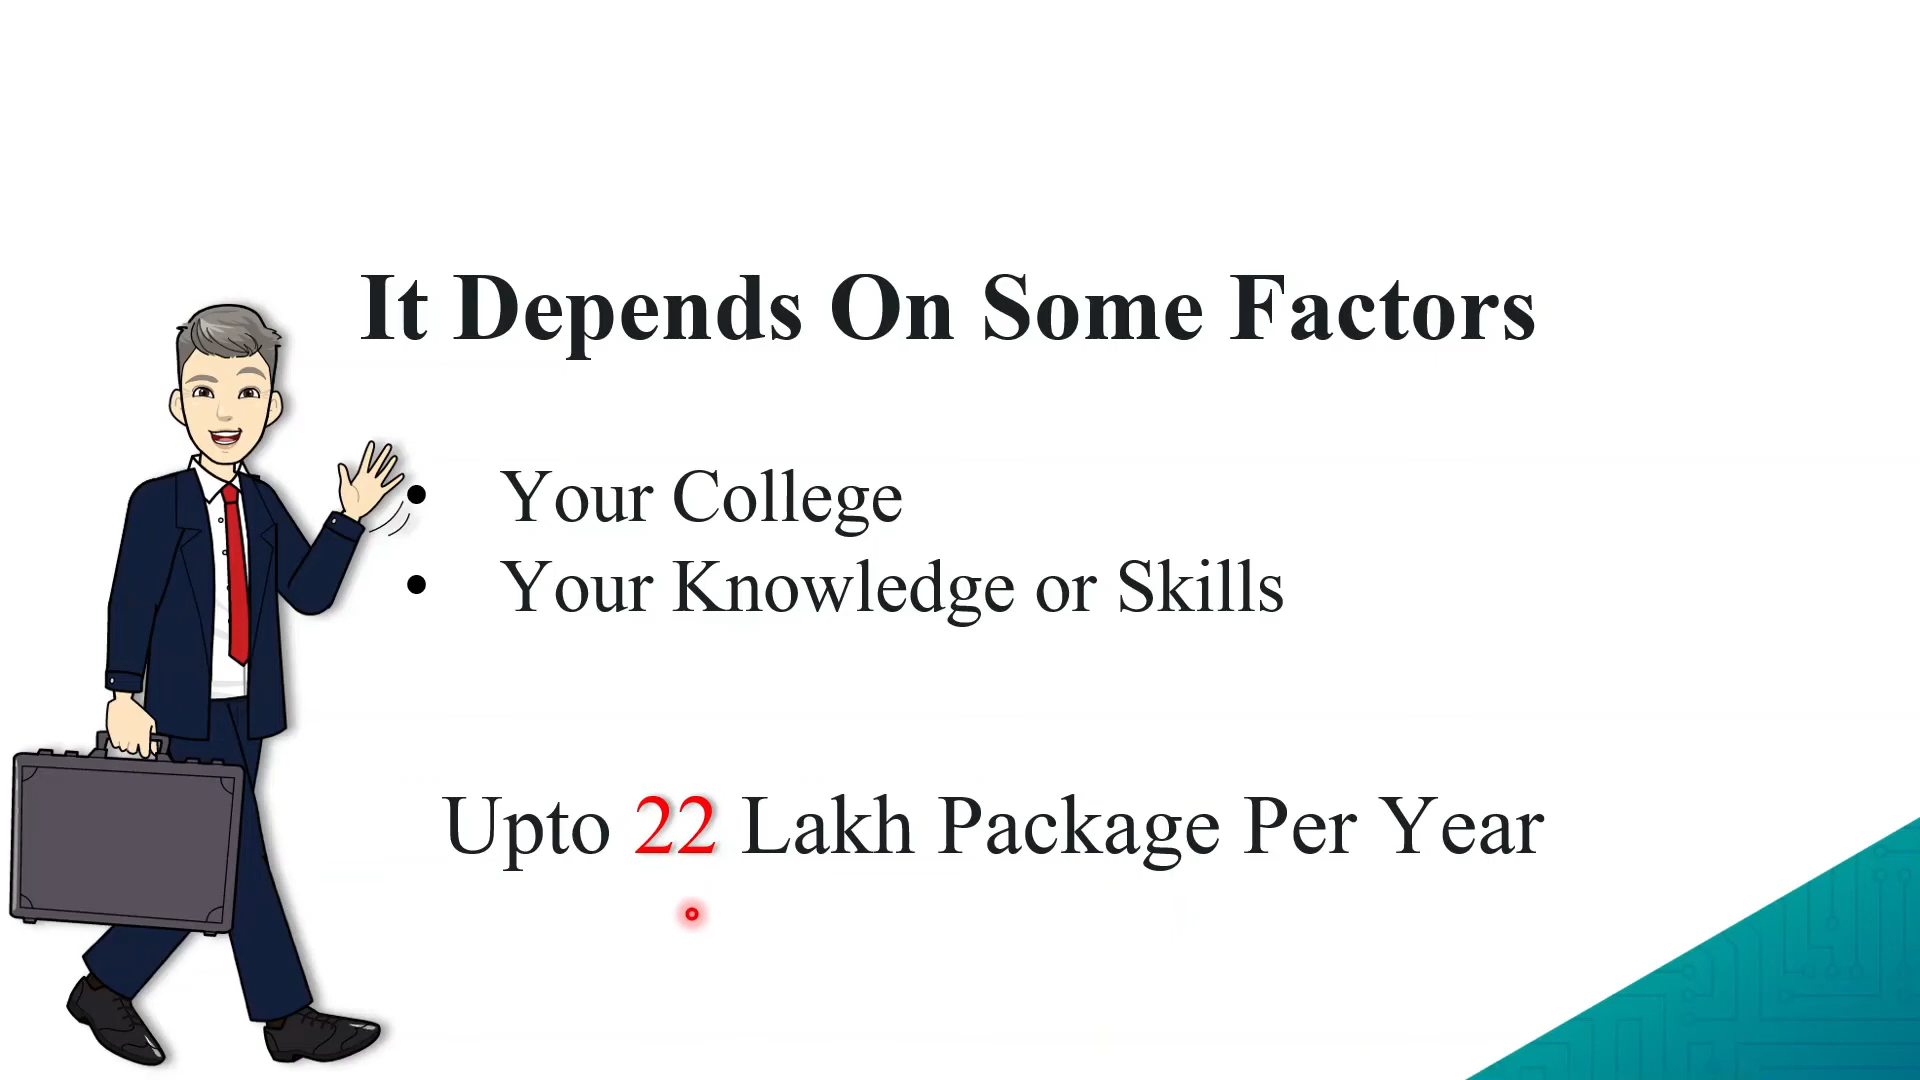 It Depends On Some Factors
• Your College
• Your Knowledge or Skills
Upto 22 Lakh Package Per Year